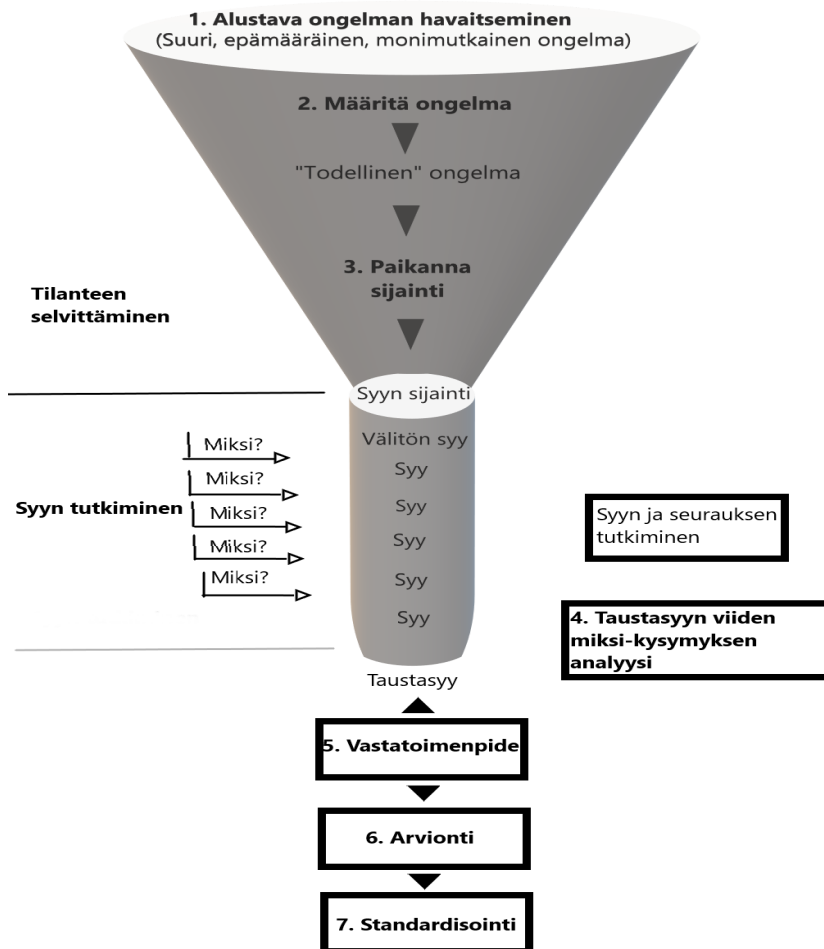 1. Alustava ongelman havaitseminen
(Suuri, epämääräinen, monimutkainen ongelma)
2. Määritä ongelma
"Todellinen" ongelma
3. Paikanna
sijainti
Tilanteen
selvittäminen
Syyn sijainti
Välitön syy
Miksi?
Syy
Miksi?
Syy
Syyn tutkiminen
Miksi?
Syy
Miksi?
Syy
Miksi?
Syy
Syyn ja seurauksen
tutkiminen
4. Taustasyyn viiden
miksi-kysymyksen
analyysi
Taustasyy
5. Vastatoimenpide
6. Arvionti
7. Standardisointi